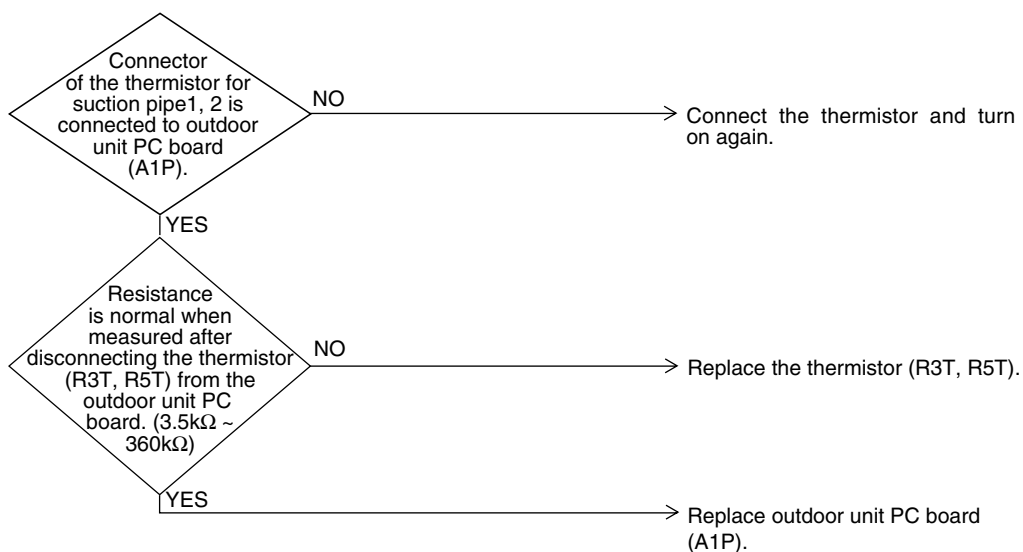 Connector
of the thermistor for
suction pipe1, 2 is
connected to outdoor
unit PC board
(A1P).
NO
Connect the thermistor and turn
on again.
YES
Resistance
is normal when
measured after
disconnecting the thermistor
(R3T, R5T) from the
outdoor unit PC
board. (3.5kΩ ~
360kΩ)
NO
Replace the thermistor (R3T, R5T).
YES
Replace outdoor unit PC board
(A1P).